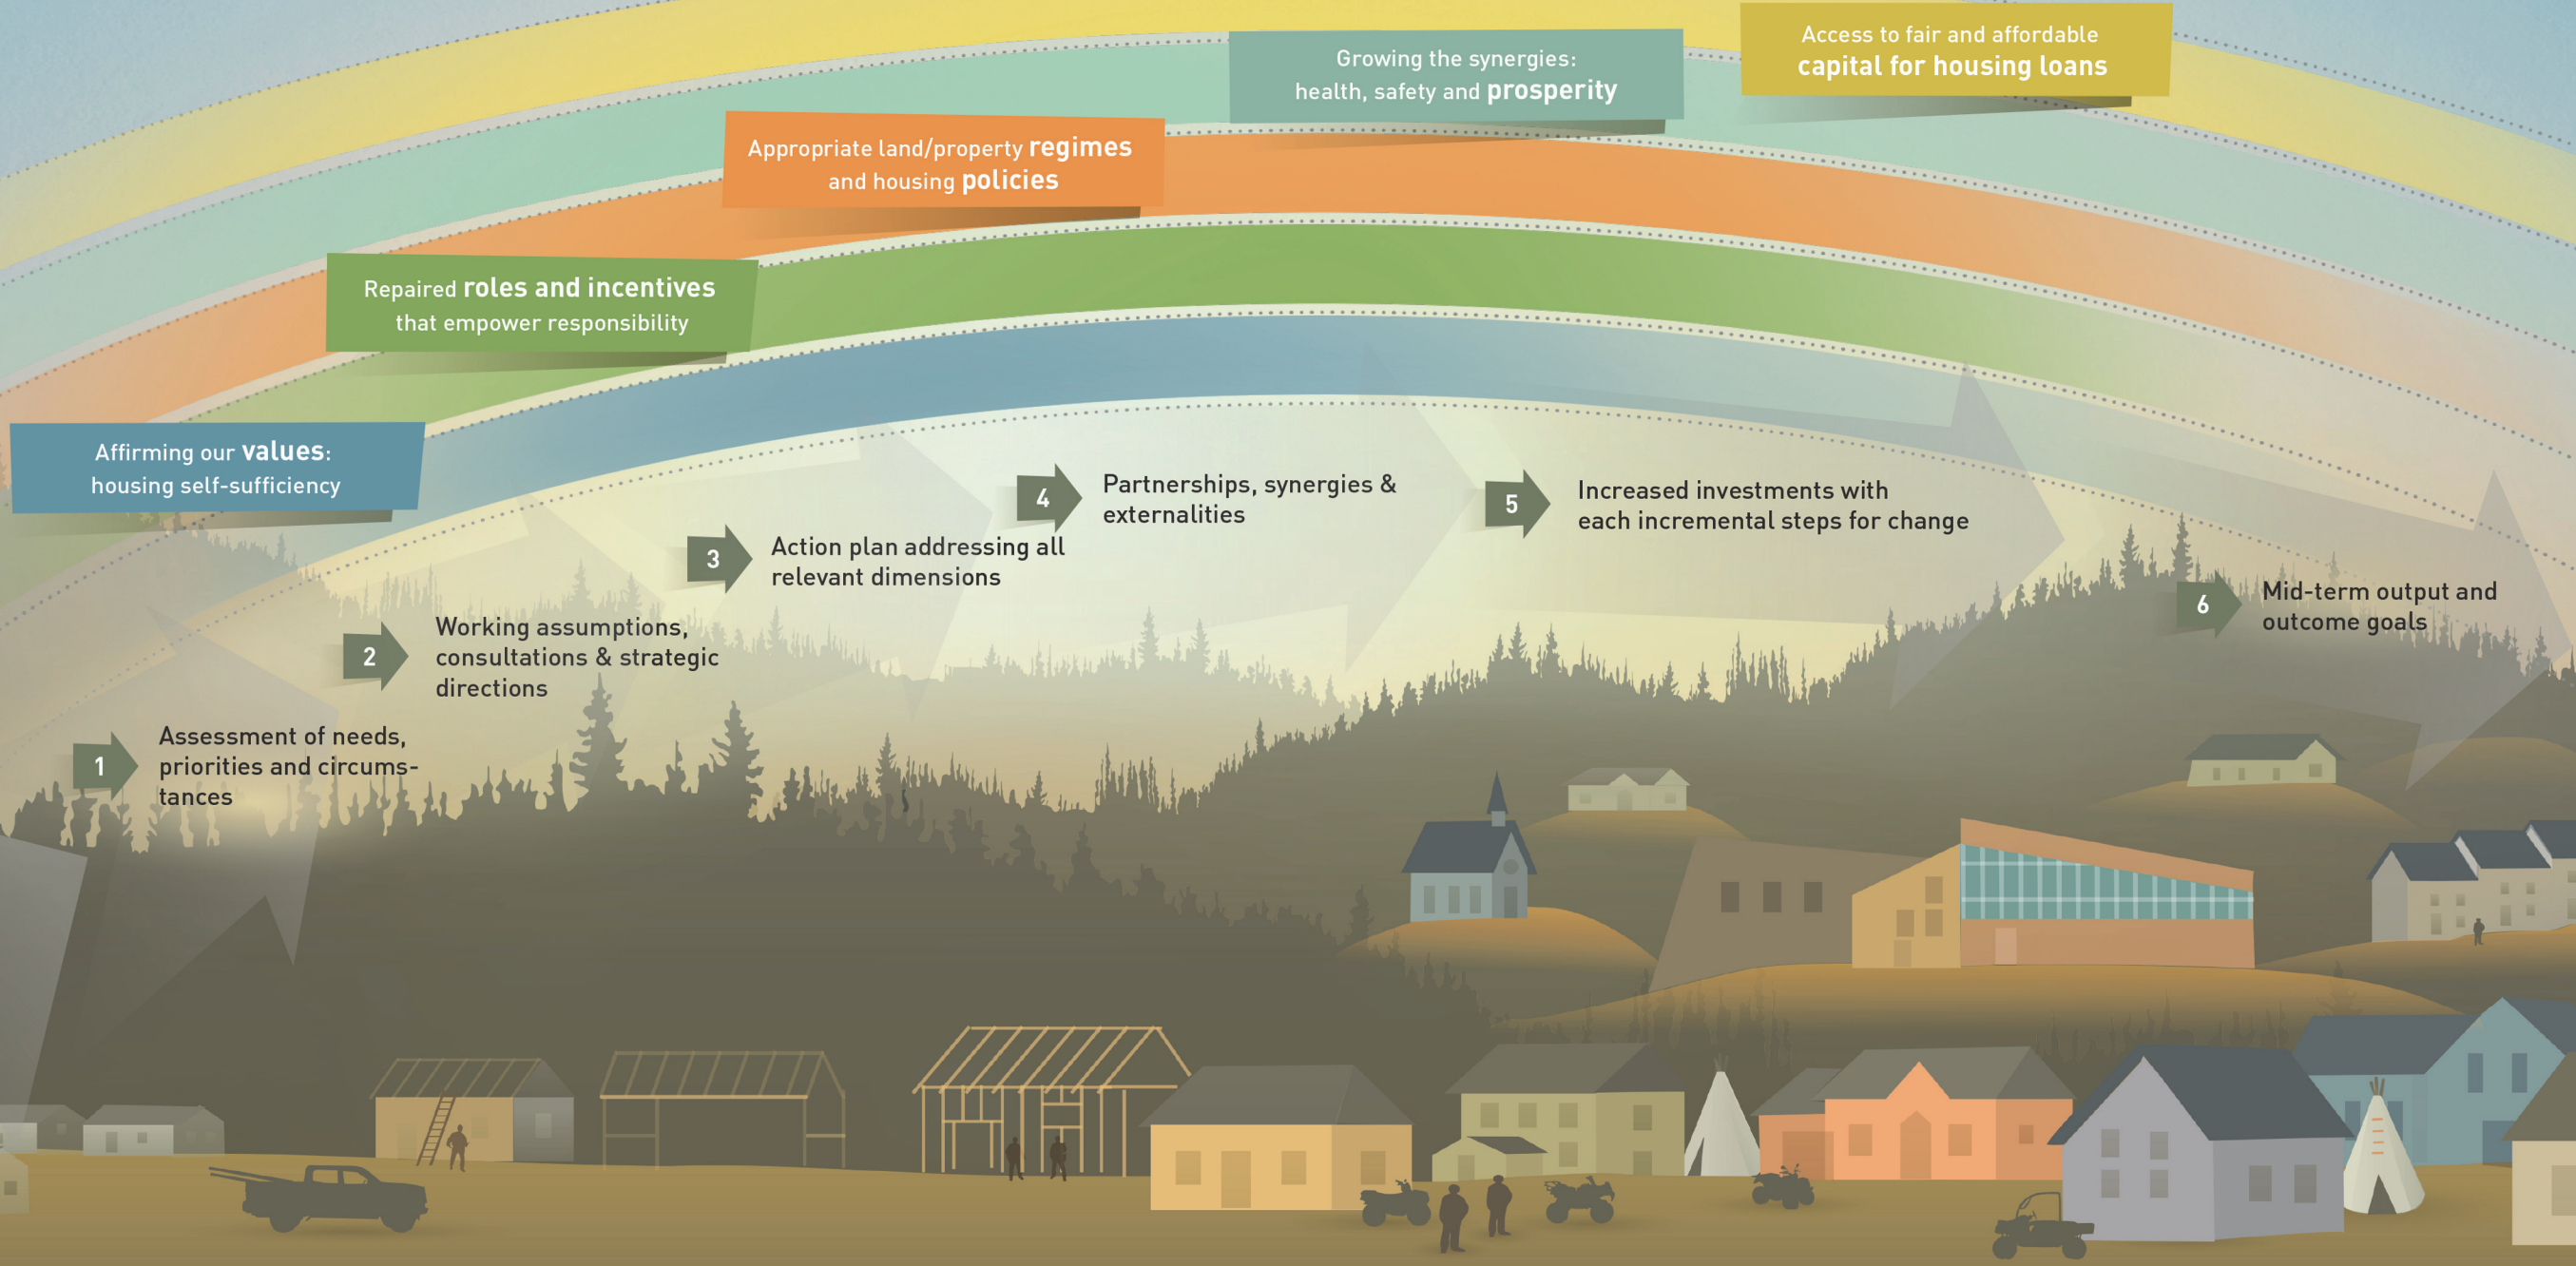 Access to fair and affordable
capital for housing loans
Growing the synergies:
health, safety and prosperity
Appropriate land/property regimes
and housing policies
Repaired roles and incentives
that empower responsibility
Affirming our values:
housing self-sufficiency
1
Assessment of needs,
priorities and circums-
tances
2
Working assumptions,
consultations & strategic
directions
3
Action plan addressing all
relevant dimensions
4
Partnerships, synergies &
externalities
5
Increased investments with
each incremental steps for change
6
Mid-term output and
outcome goals